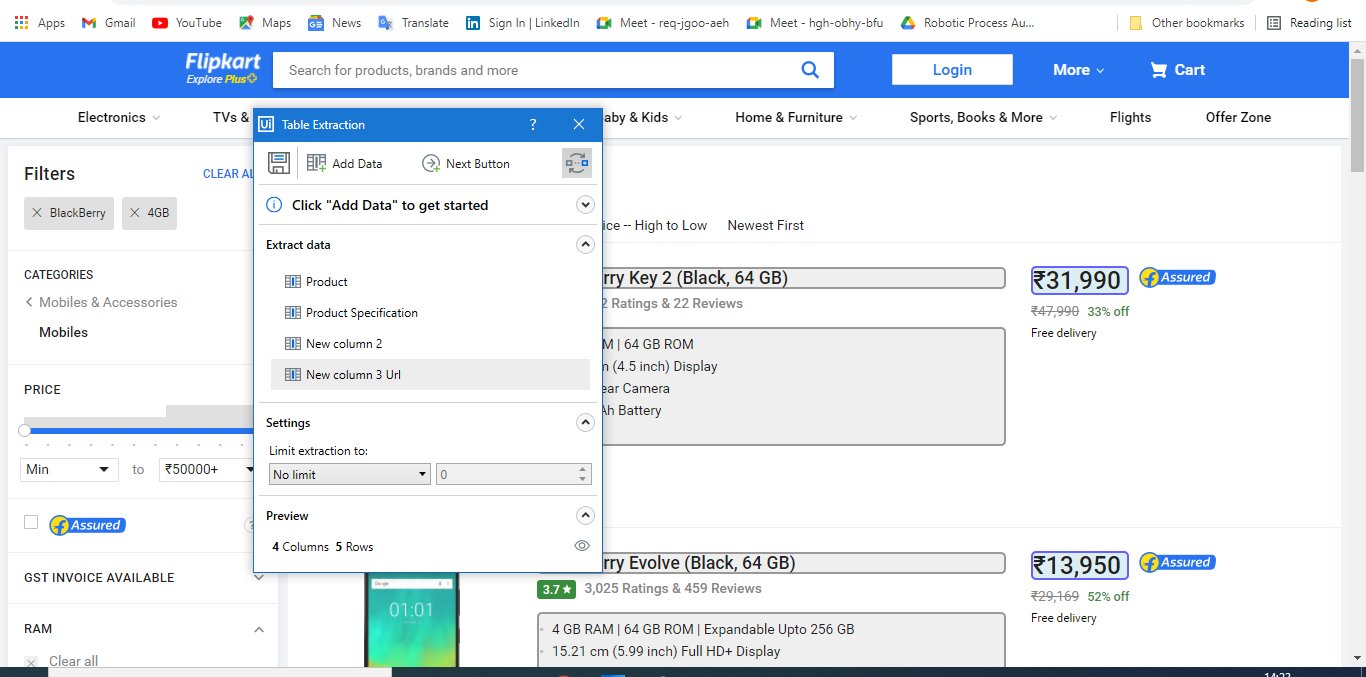 Apps Gmail YouTube Maps News Translate Sign In | LinkedIn Meet - req-jgoo-aeh Meet - hgh-obhy-bfu Robotic Process Au... Other bookmarks Reading list
Flipkart
Explore Plus
Search for products, brands and more
Login More Cart
Electronics TVs & aby & Kids Home & Furniture Sports, Books & More Flights Offer Zone
Filters CLEAR AL
BlackBerry 4GB
CATEGORIES
Mobiles & Accessories
Mobiles
PRICE
Min to ₹50000+
Assured ?
GST INVOICE AVAILABLE
RAM
Clear all
Ui Table Extraction ?
Add Data Next Button
Click "Add Data" to get started
Extract data
Product
Product Specification
New column 2
New column 3 Url
Settings
Limit extraction to:
No limit 0
Preview
4 Columns 5 Rows
ice -- High to Low Newest First
rry Key 2 (Black, 64 GB)
2 Ratings & 22 Reviews
M | 64 GB ROM
m (4.5 inch) Display
ear Camera
Ah Battery
₹31,990 Assured
₹47,990 33% off
Free delivery
Google
01:01
rry Evolve (Black, 64 GB)
3.7 3,025 Ratings & 459 Reviews
4 GB RAM | 64 GB ROM | Expandable Upto 256 GB
15.21 cm (5.99 inch) Full HD+ Display
₹13,950 Assured
₹29,169 52% off
Free delivery